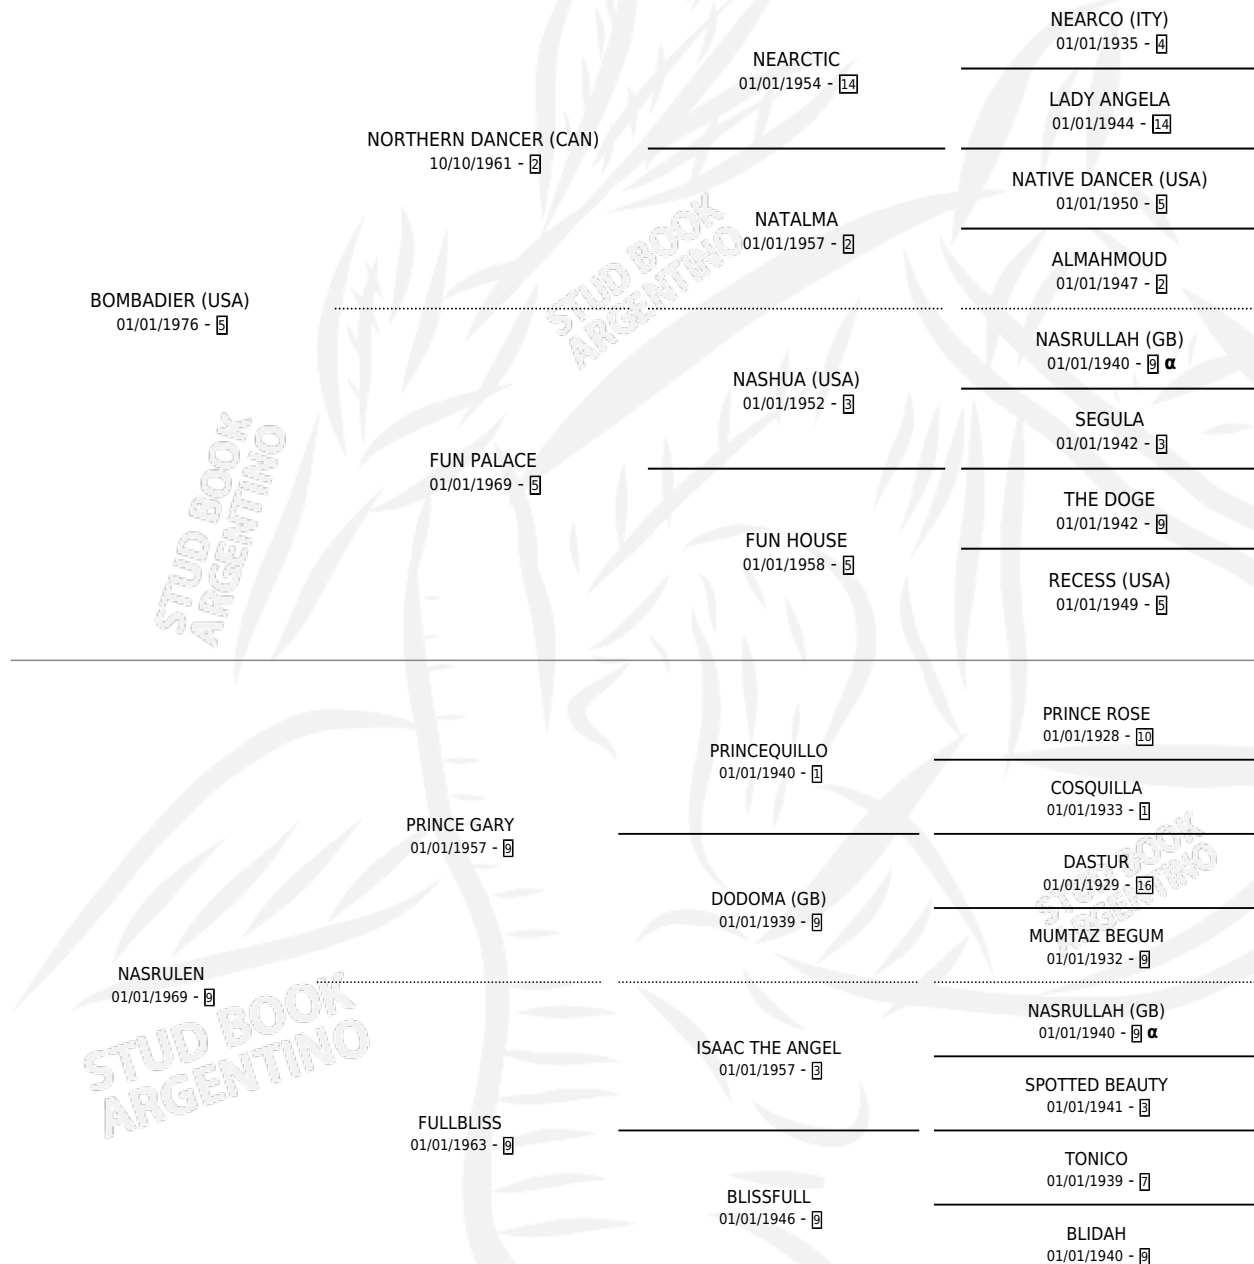 NEARCO (ITY)
01/01/1935 - 4
NEARCTIC
01/01/1954 - 14
LADY ANGELA
01/01/1944 - 14
NORTHERN DANCER (CAN)
10/10/1961 - 2
NATIVE DANCER (USA)
01/01/1950 - 5
NATALMA
01/01/1957 - 2
ALMAHMOUD
01/01/1947 - 2
BOMBADIER (USA)
01/01/1976 - 5
NASRULLAH (GB)
01/01/1940 - 9 α
NASHUA (USA)
01/01/1952 - 3
SEGULA
01/01/1942 - 3
FUN PALACE
01/01/1969 - 5
THE DOGE
01/01/1942 - 9
FUN HOUSE
01/01/1958 - 5
RECESS (USA)
01/01/1949 - 5
PRINCE ROSE
01/01/1928 - 10
PRINCEQUILLO
01/01/1940 - 1
COSQUILLA
01/01/1933 - 1
PRINCE GARY
01/01/1957 - 9
DASTUR
01/01/1929 - 16
DODOMA (GB)
01/01/1939 - 9
MUMTAZ BEGUM
01/01/1932 - 9
NASRULEN
01/01/1969 - 9
NASRULLAH (GB)
01/01/1940 - 9 α
ISAAC THE ANGEL
01/01/1957 - 3
SPOTTED BEAUTY
01/01/1941 - 3
FULLBLISS
01/01/1963 - 9
TONICO
01/01/1939 - 7
BLISSFULL
01/01/1946 - 9
BLIDAH
01/01/1940 - 9
STUD BOOK
ARGENTINO
STUD BOOK
ARGENTINO
STUD BOOK
ARGENTINO
STUD BOOK
ARGENTINO